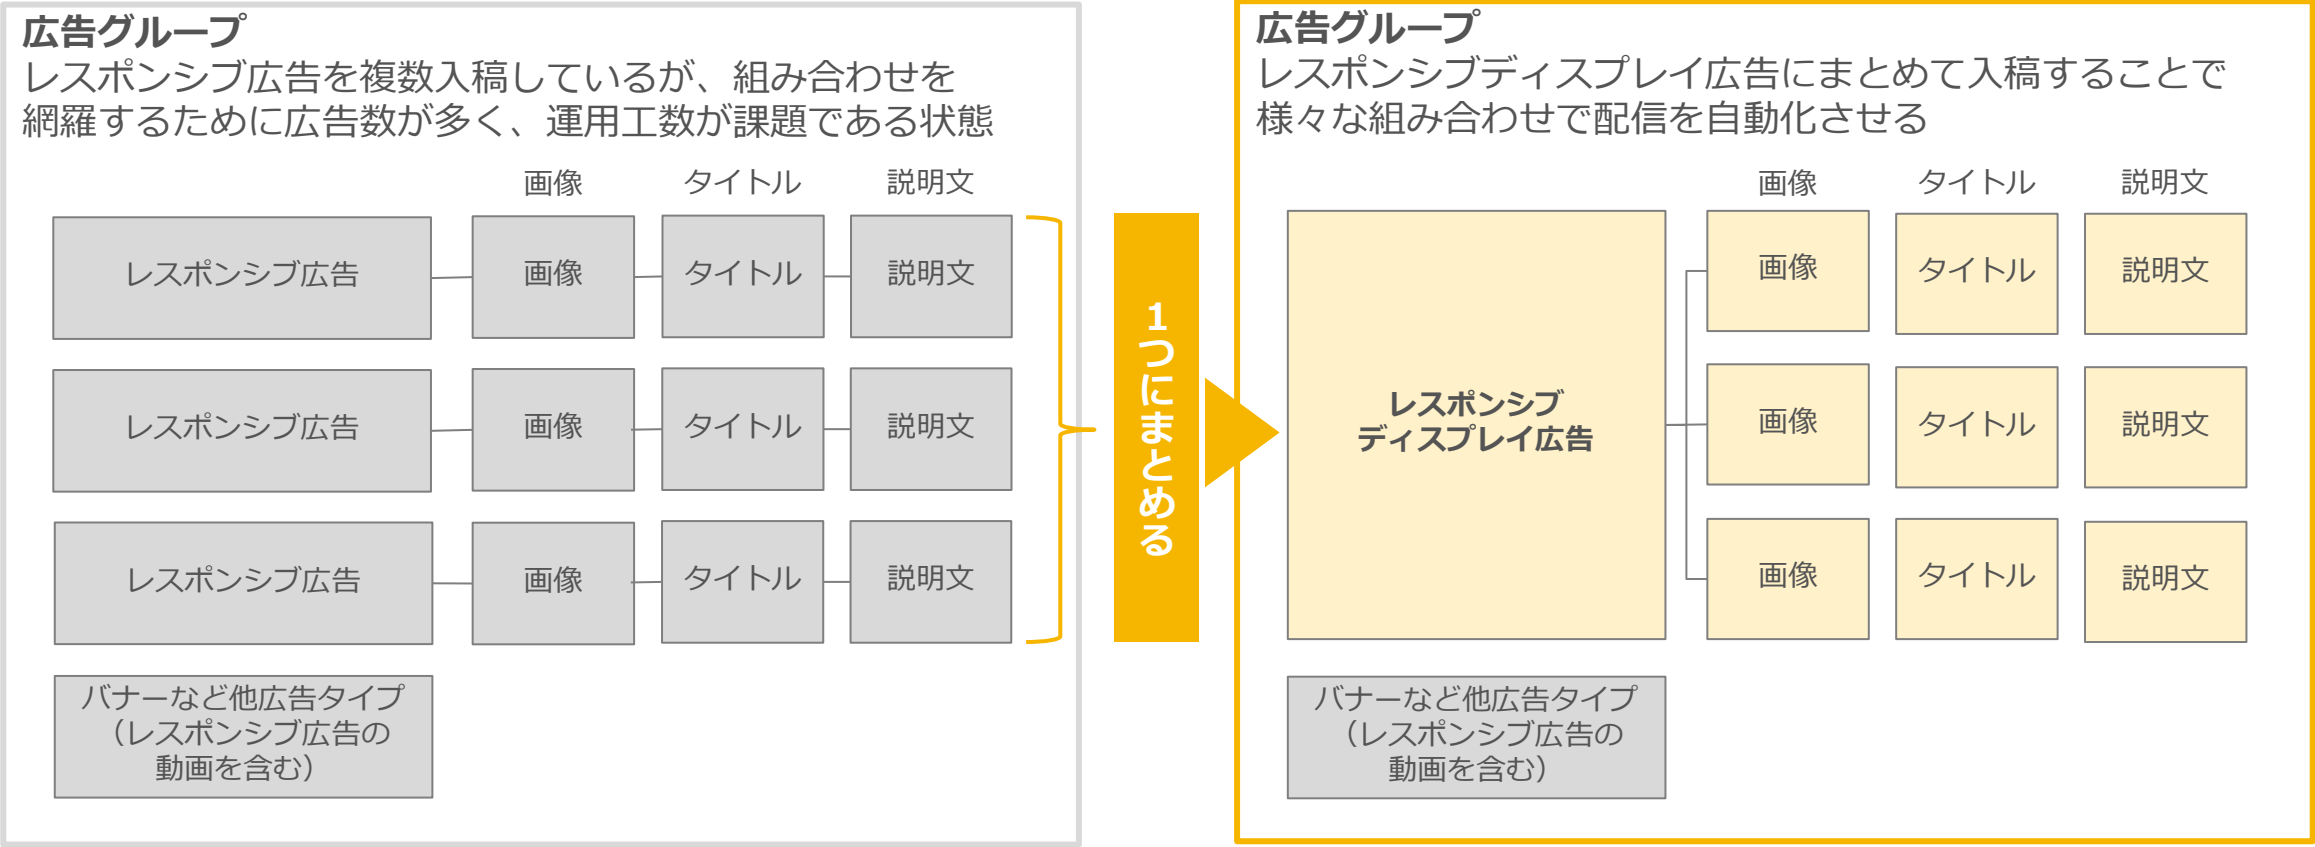 広告グループ
レスポンシブ広告を複数入稿しているが、組み合わせを
網羅するために広告数が多く、運用工数が課題である状態
画像 タイトル 説明文
レスポンシブ広告 画像 タイトル 説明文
レスポンシブ広告 画像 タイトル 説明文
レスポンシブ広告 画像 タイトル 説明文
バナーなど他広告タイプ
（レスポンシブ広告の
動画を含む）
1つにまとめる
広告グループ
レスポンシブディスプレイ広告にまとめて入稿することで
様々な組み合わせで配信を自動化させる
画像 タイトル 説明文
画像 タイトル 説明文
レスポンシブ
ディスプレイ広告
画像 タイトル 説明文
画像 タイトル 説明文
バナーなど他広告タイプ
（レスポンシブ広告の
動画を含む）